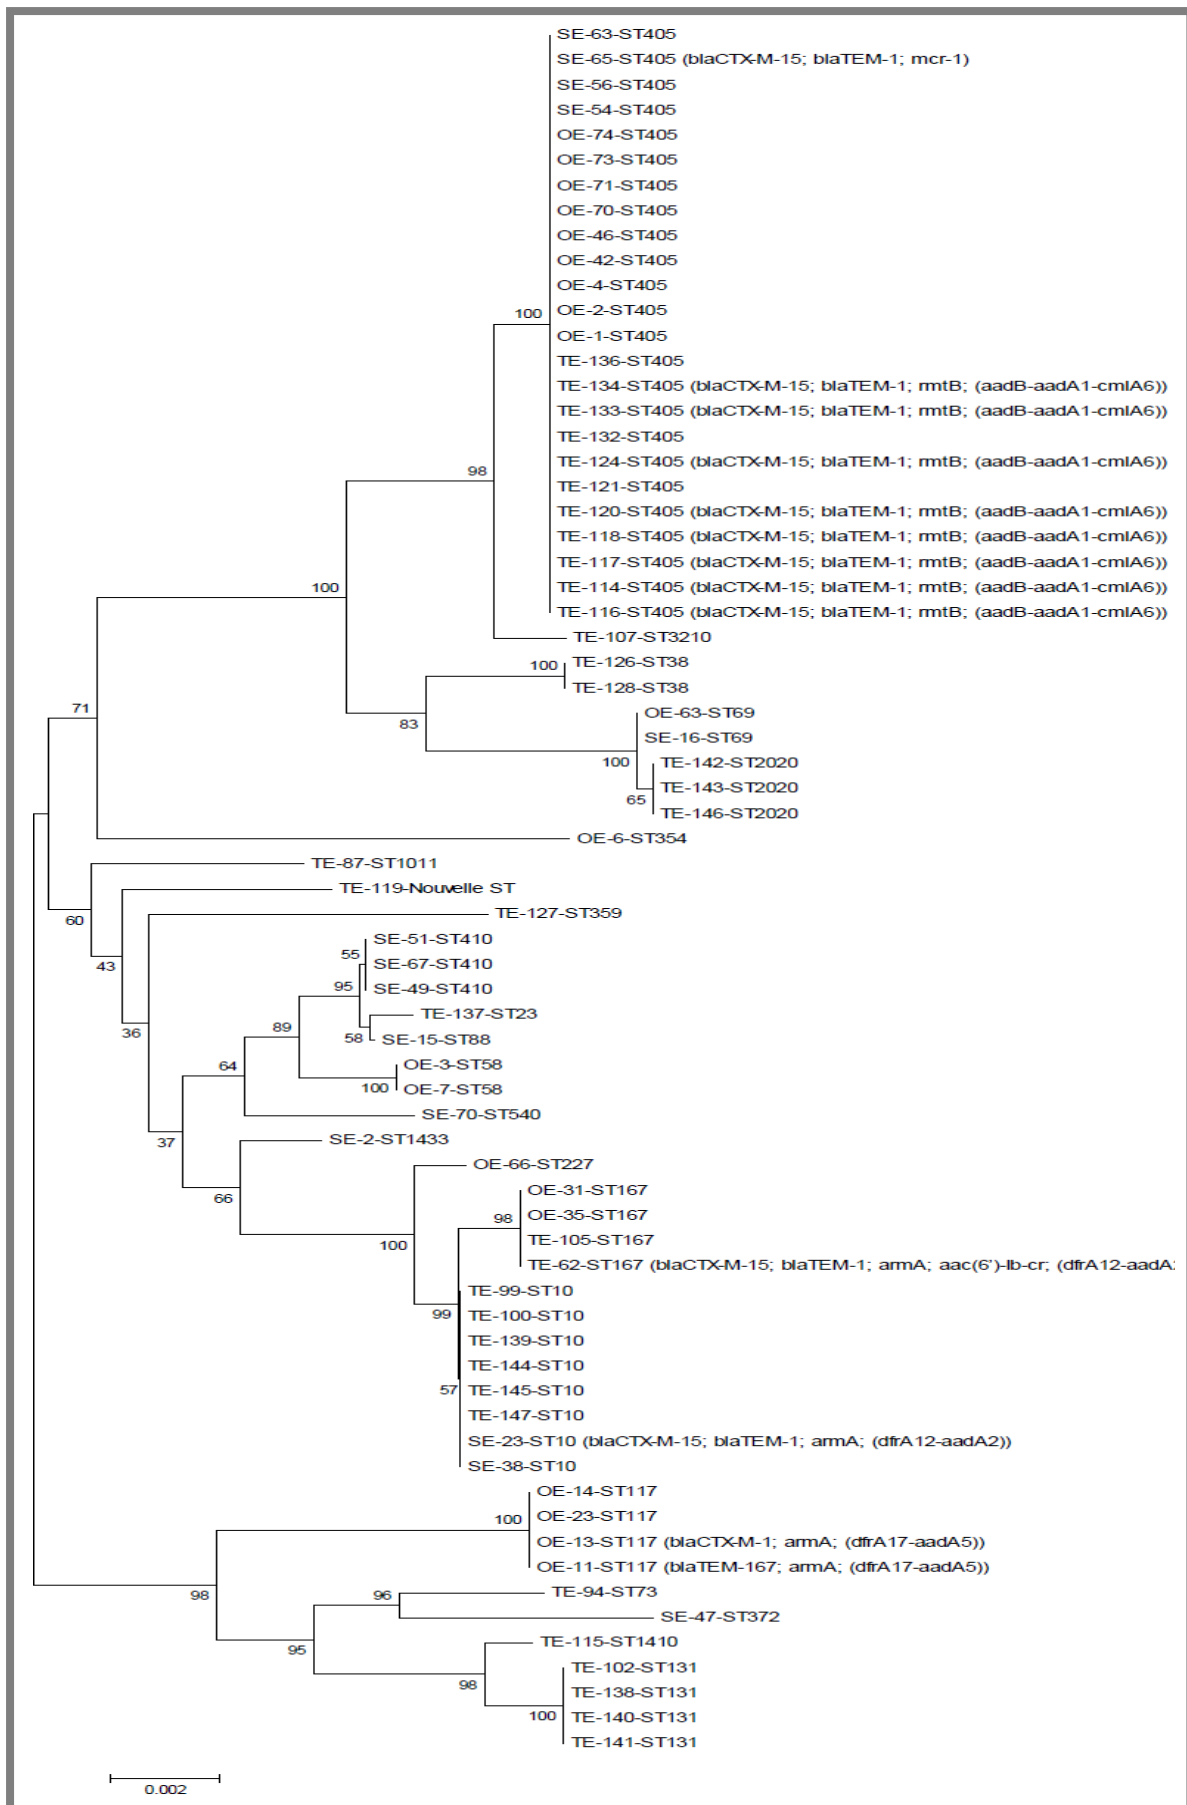 SE-63-ST405
SE-65-ST405 (blaCTX-M-15; blaTEM-1; mcr-1)
SE-56-ST405
SE-54-ST405
OE-74-ST405
OE-73-ST405
OE-71-ST405
OE-70-ST405
OE-46-ST405
OE-42-ST405
OE-4-ST405
OE-2-ST405
100
OE-1-ST405
TE-136-ST405
TE-134-ST405 (blaCTX-M-15; blaTEM-1; rmtB; (aadB-aadA1-cmlA6))
TE-133-ST405 (blaCTX-M-15; blaTEM-1; rmtB; (aadB-aadA1-cmlA6))
TE-132-ST405
TE-124-ST405 (blaCTX-M-15; blaTEM-1; rmtB; (aadB-aadA1-cmlA6))
98
TE-121-ST405
TE-120-ST405 (blaCTX-M-15; blaTEM-1; rmtB; (aadB-aadA1-cmlA6))
TE-118-ST405 (blaCTX-M-15; blaTEM-1; rmtB; (aadB-aadA1-cmlA6))
TE-117-ST405 (blaCTX-M-15; blaTEM-1; rmtB; (aadB-aadA1-cmlA6))
100
TE-114-ST405 (blaCTX-M-15; blaTEM-1; rmtB; (aadB-aadA1-cmlA6))
TE-116-ST405 (blaCTX-M-15; blaTEM-1; rmtB; (aadB-aadA1-cmlA6))
TE-107-ST3210
100
TE-126-ST38
TE-128-ST38
71
OE-63-ST69
83
SE-16-ST69
100
TE-142-ST2020
TE-143-ST2020
65
TE-146-ST2020
OE-6-ST354
TE-87-ST1011
TE-119-Nouvelle ST
60
TE-127-ST359
SE-51-ST410
55
43
SE-67-ST410
95
SE-49-ST410
TE-137-ST23
89
36
58
SE-15-ST88
64
OE-3-ST58
100
OE-7-ST58
SE-70-ST540
37
SE-2-ST1433
OE-66-ST227
66
OE-31-ST167
98
OE-35-ST167
100
TE-105-ST167
TE-62-ST167 (blaCTX-M-15; blaTEM-1; armA; aac(6')-Ib-cr; (dfrA12-aadA
TE-99-ST10
99
TE-100-ST10
TE-139-ST10
TE-144-ST10
57
TE-145-ST10
TE-147-ST10
SE-23-ST10 (blaCTX-M-15; blaTEM-1; armA; (dfrA12-aadA2))
SE-38-ST10
OE-14-ST117
100
OE-23-ST117
OE-13-ST117 (blaCTX-M-1; armA; (dfrA17-aadA5))
OE-11-ST117 (blaTEM-167; armA; (dfrA17-aadA5))
98
96
TE-94-ST73
SE-47-ST372
95
TE-115-ST1410
TE-102-ST131
98
TE-138-ST131
100
TE-140-ST131
TE-141-ST131
0.002